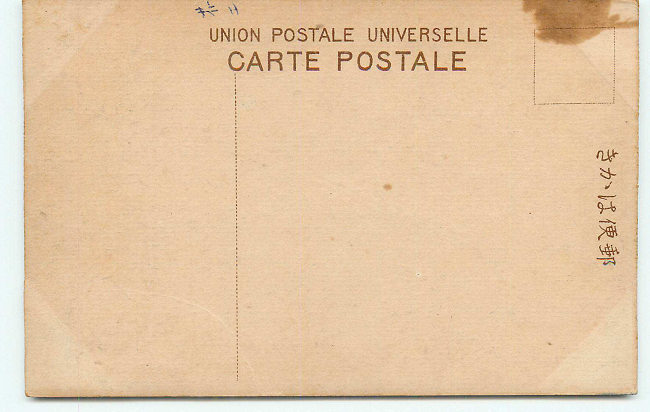 UNION POSTALE UNIVERSELLE
CARTE POSTALE
きかは便郵